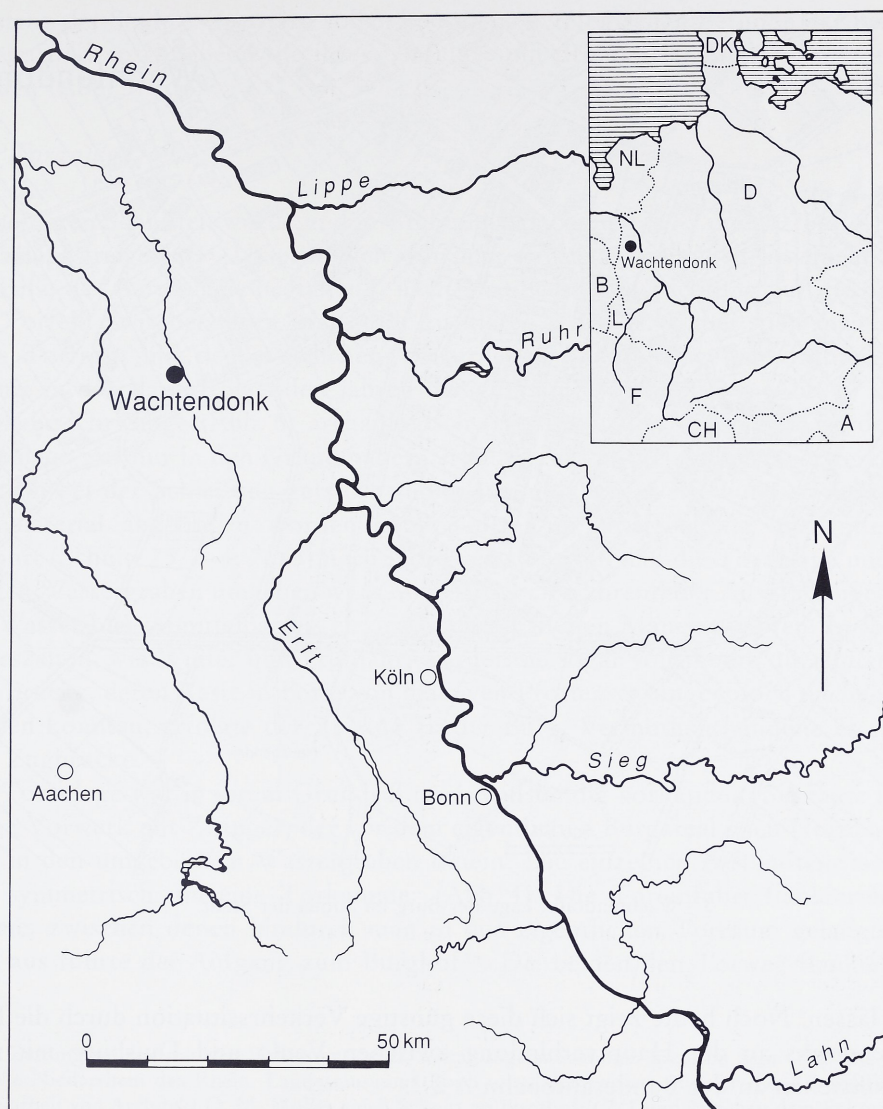 Rhein
DK
NL
D
Lippe
Wachtendonk
B
L
Ruhr
F
CH
A
Wachtendonk
N
Erft
Köln
Sieg
Aachen
Bonn
0 50 km
Lahn